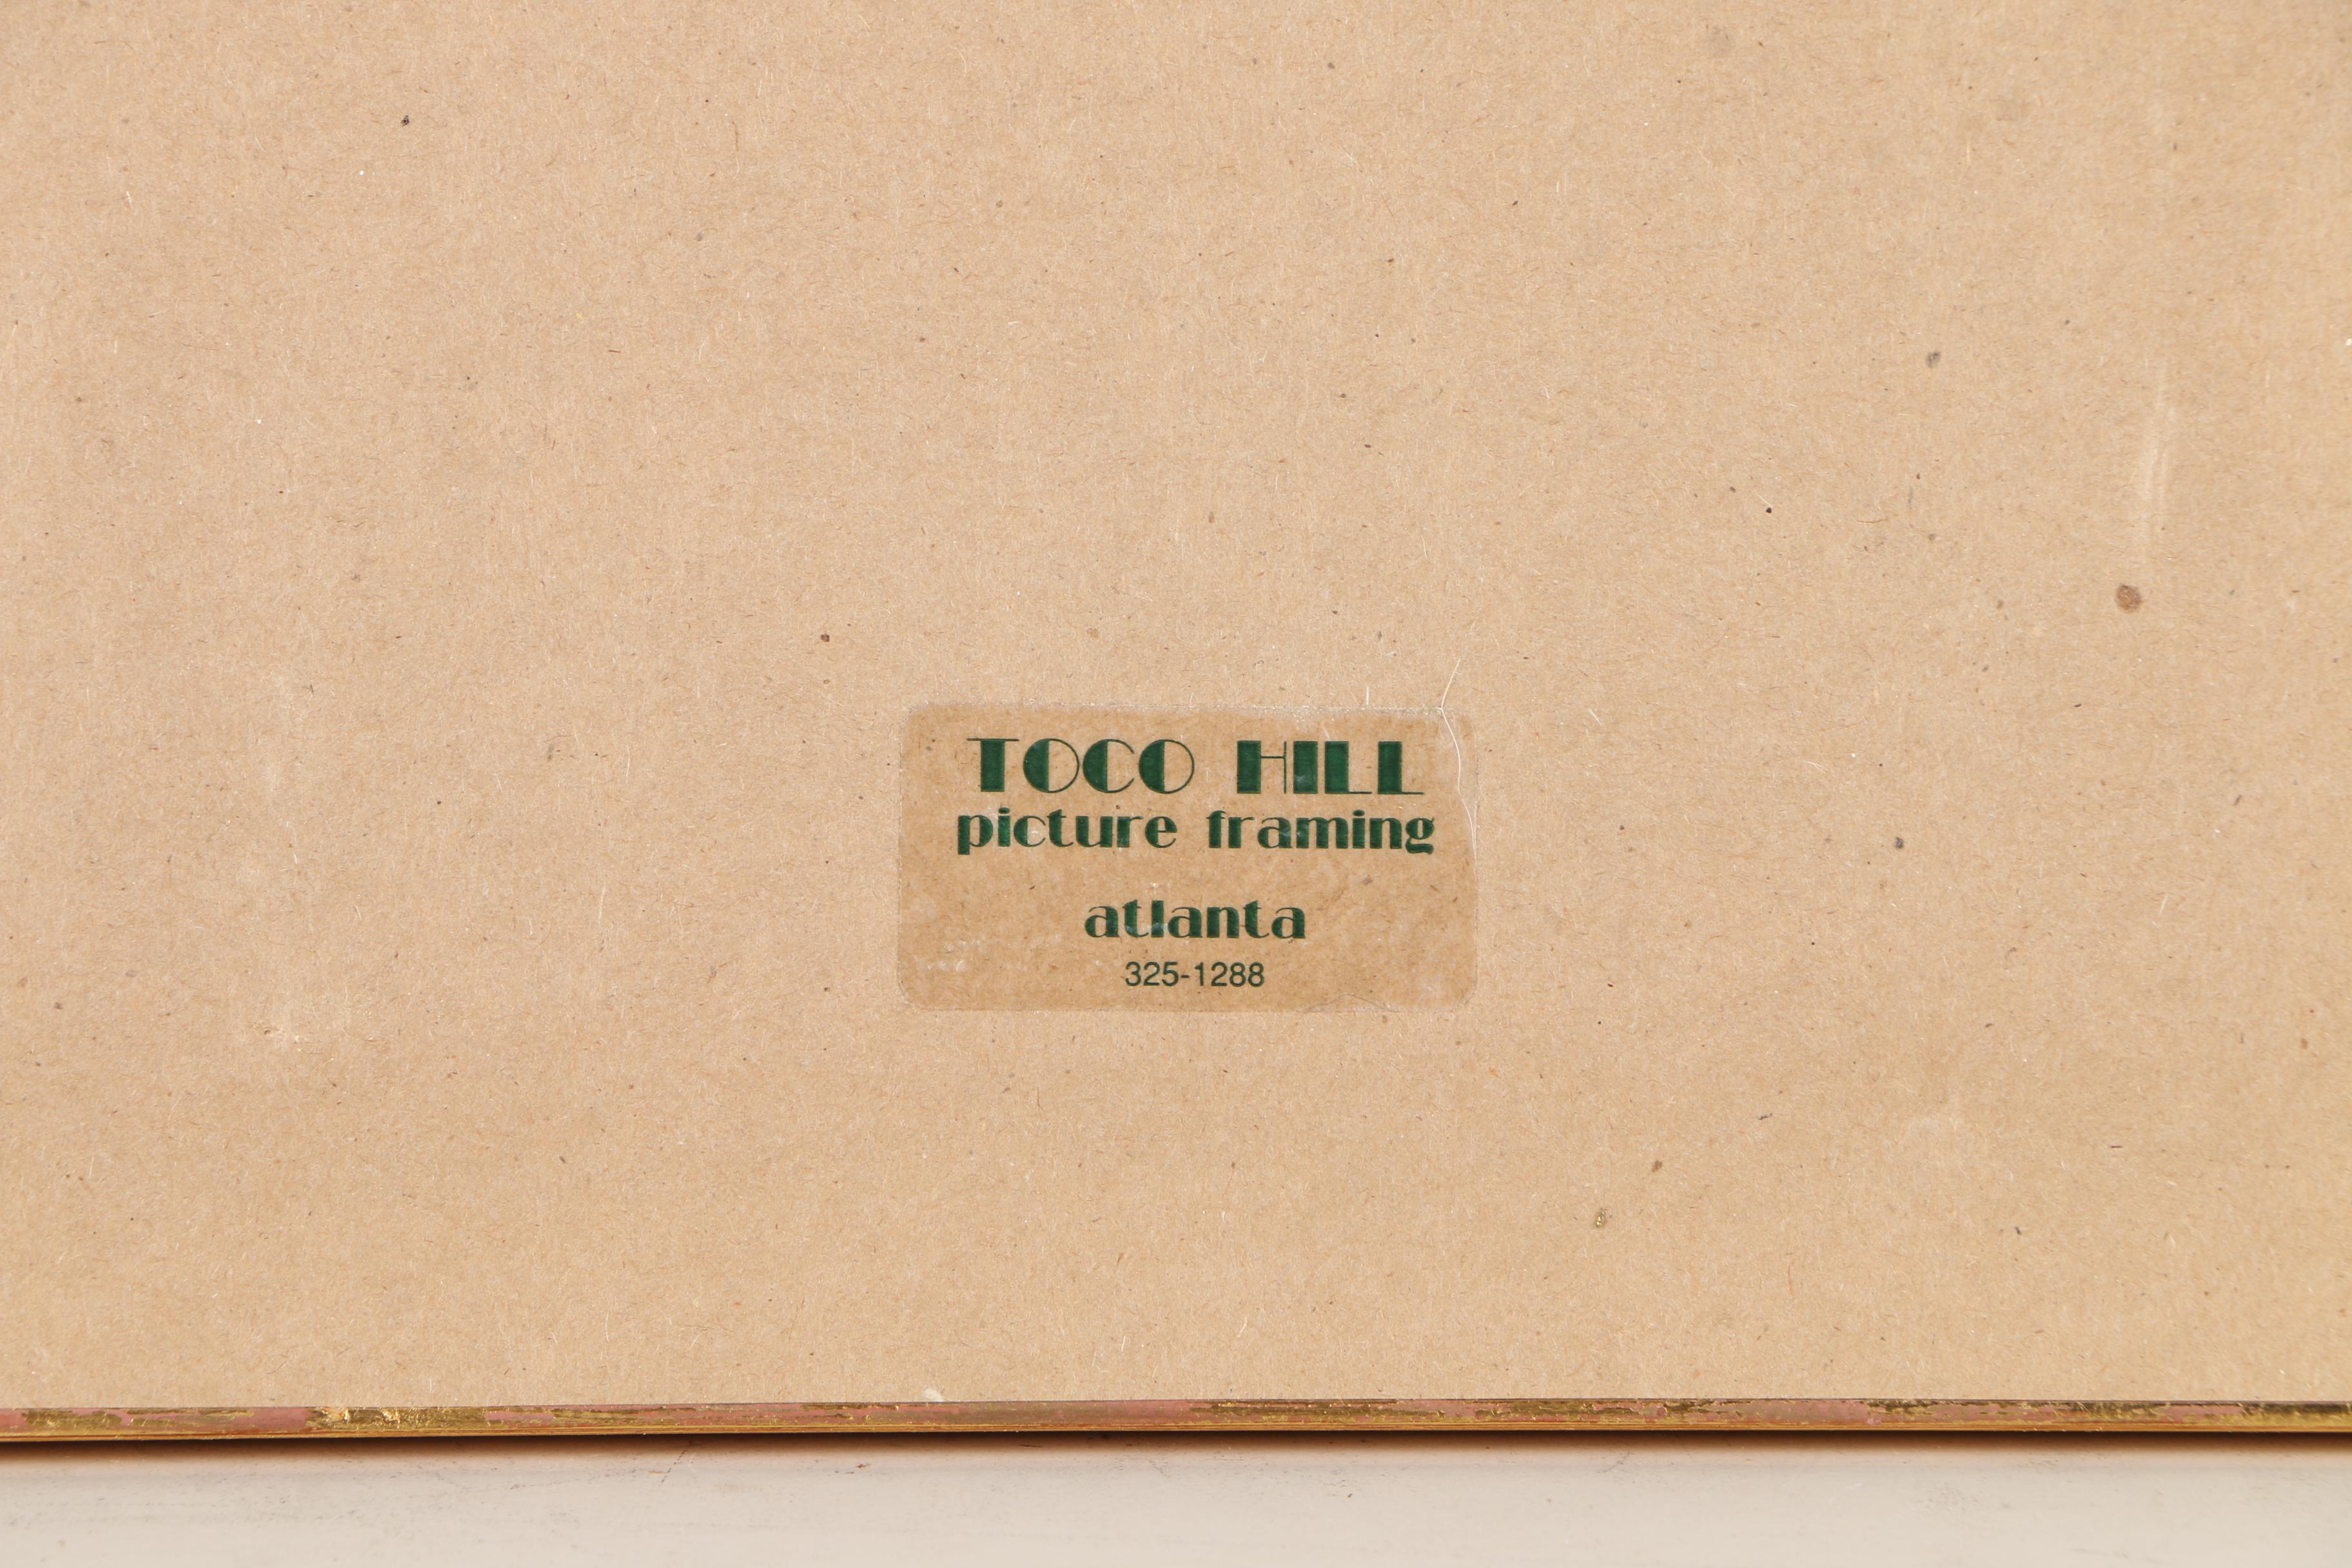 TOCO HILL
picture framing
atlanta
325-1288